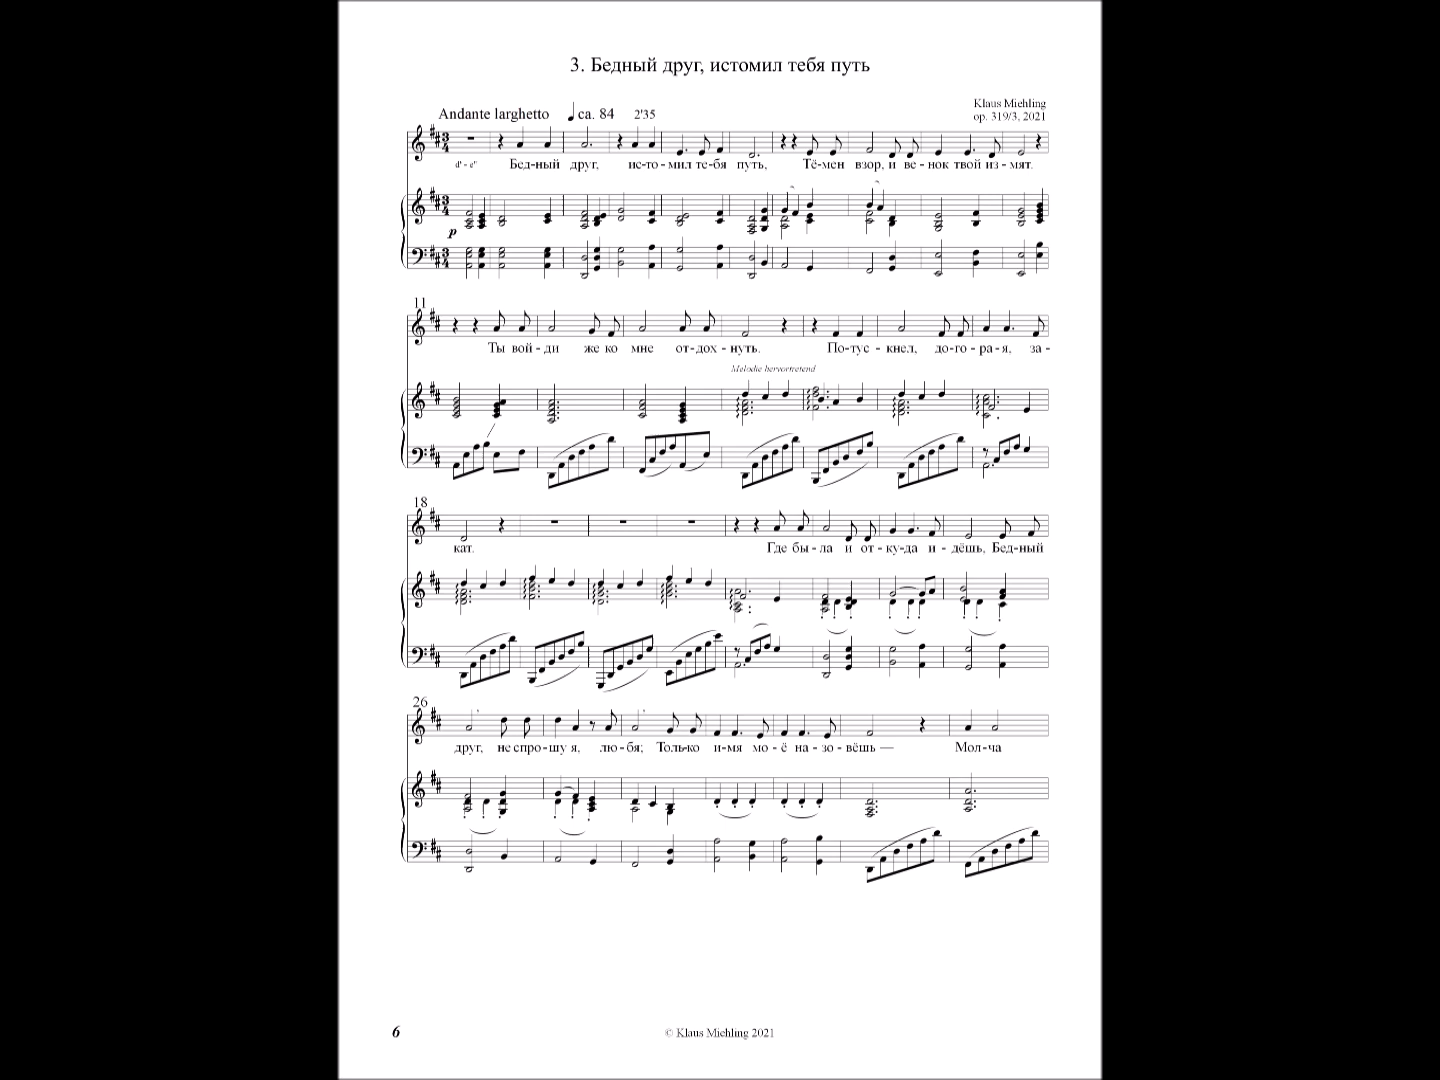 3. Бедный друг, истомил тебя путь
Klaus Miehling
Andante larghetto ♩ ca. 84 2'35
op. 319/3, 2021
d' - e''
Бед-ный друг, ис-то-мил те-бя путь, Тё-мен взор, и ве-нок твой из-мят.
p
11
Ты вой-ди же ко мне от-дох-нуть. По-тус-кнел, до-го-ра-я, за-
Melodie hervortretend
18
кат. Где бы-ла и от-ку-да и-дёшь, Бед-ный
26
друг, не спро-шу я, лю-бя; Толь-ко и-мя мо-ё на-зо-вёшь — Мол-ча
6
© Klaus Miehling 2021